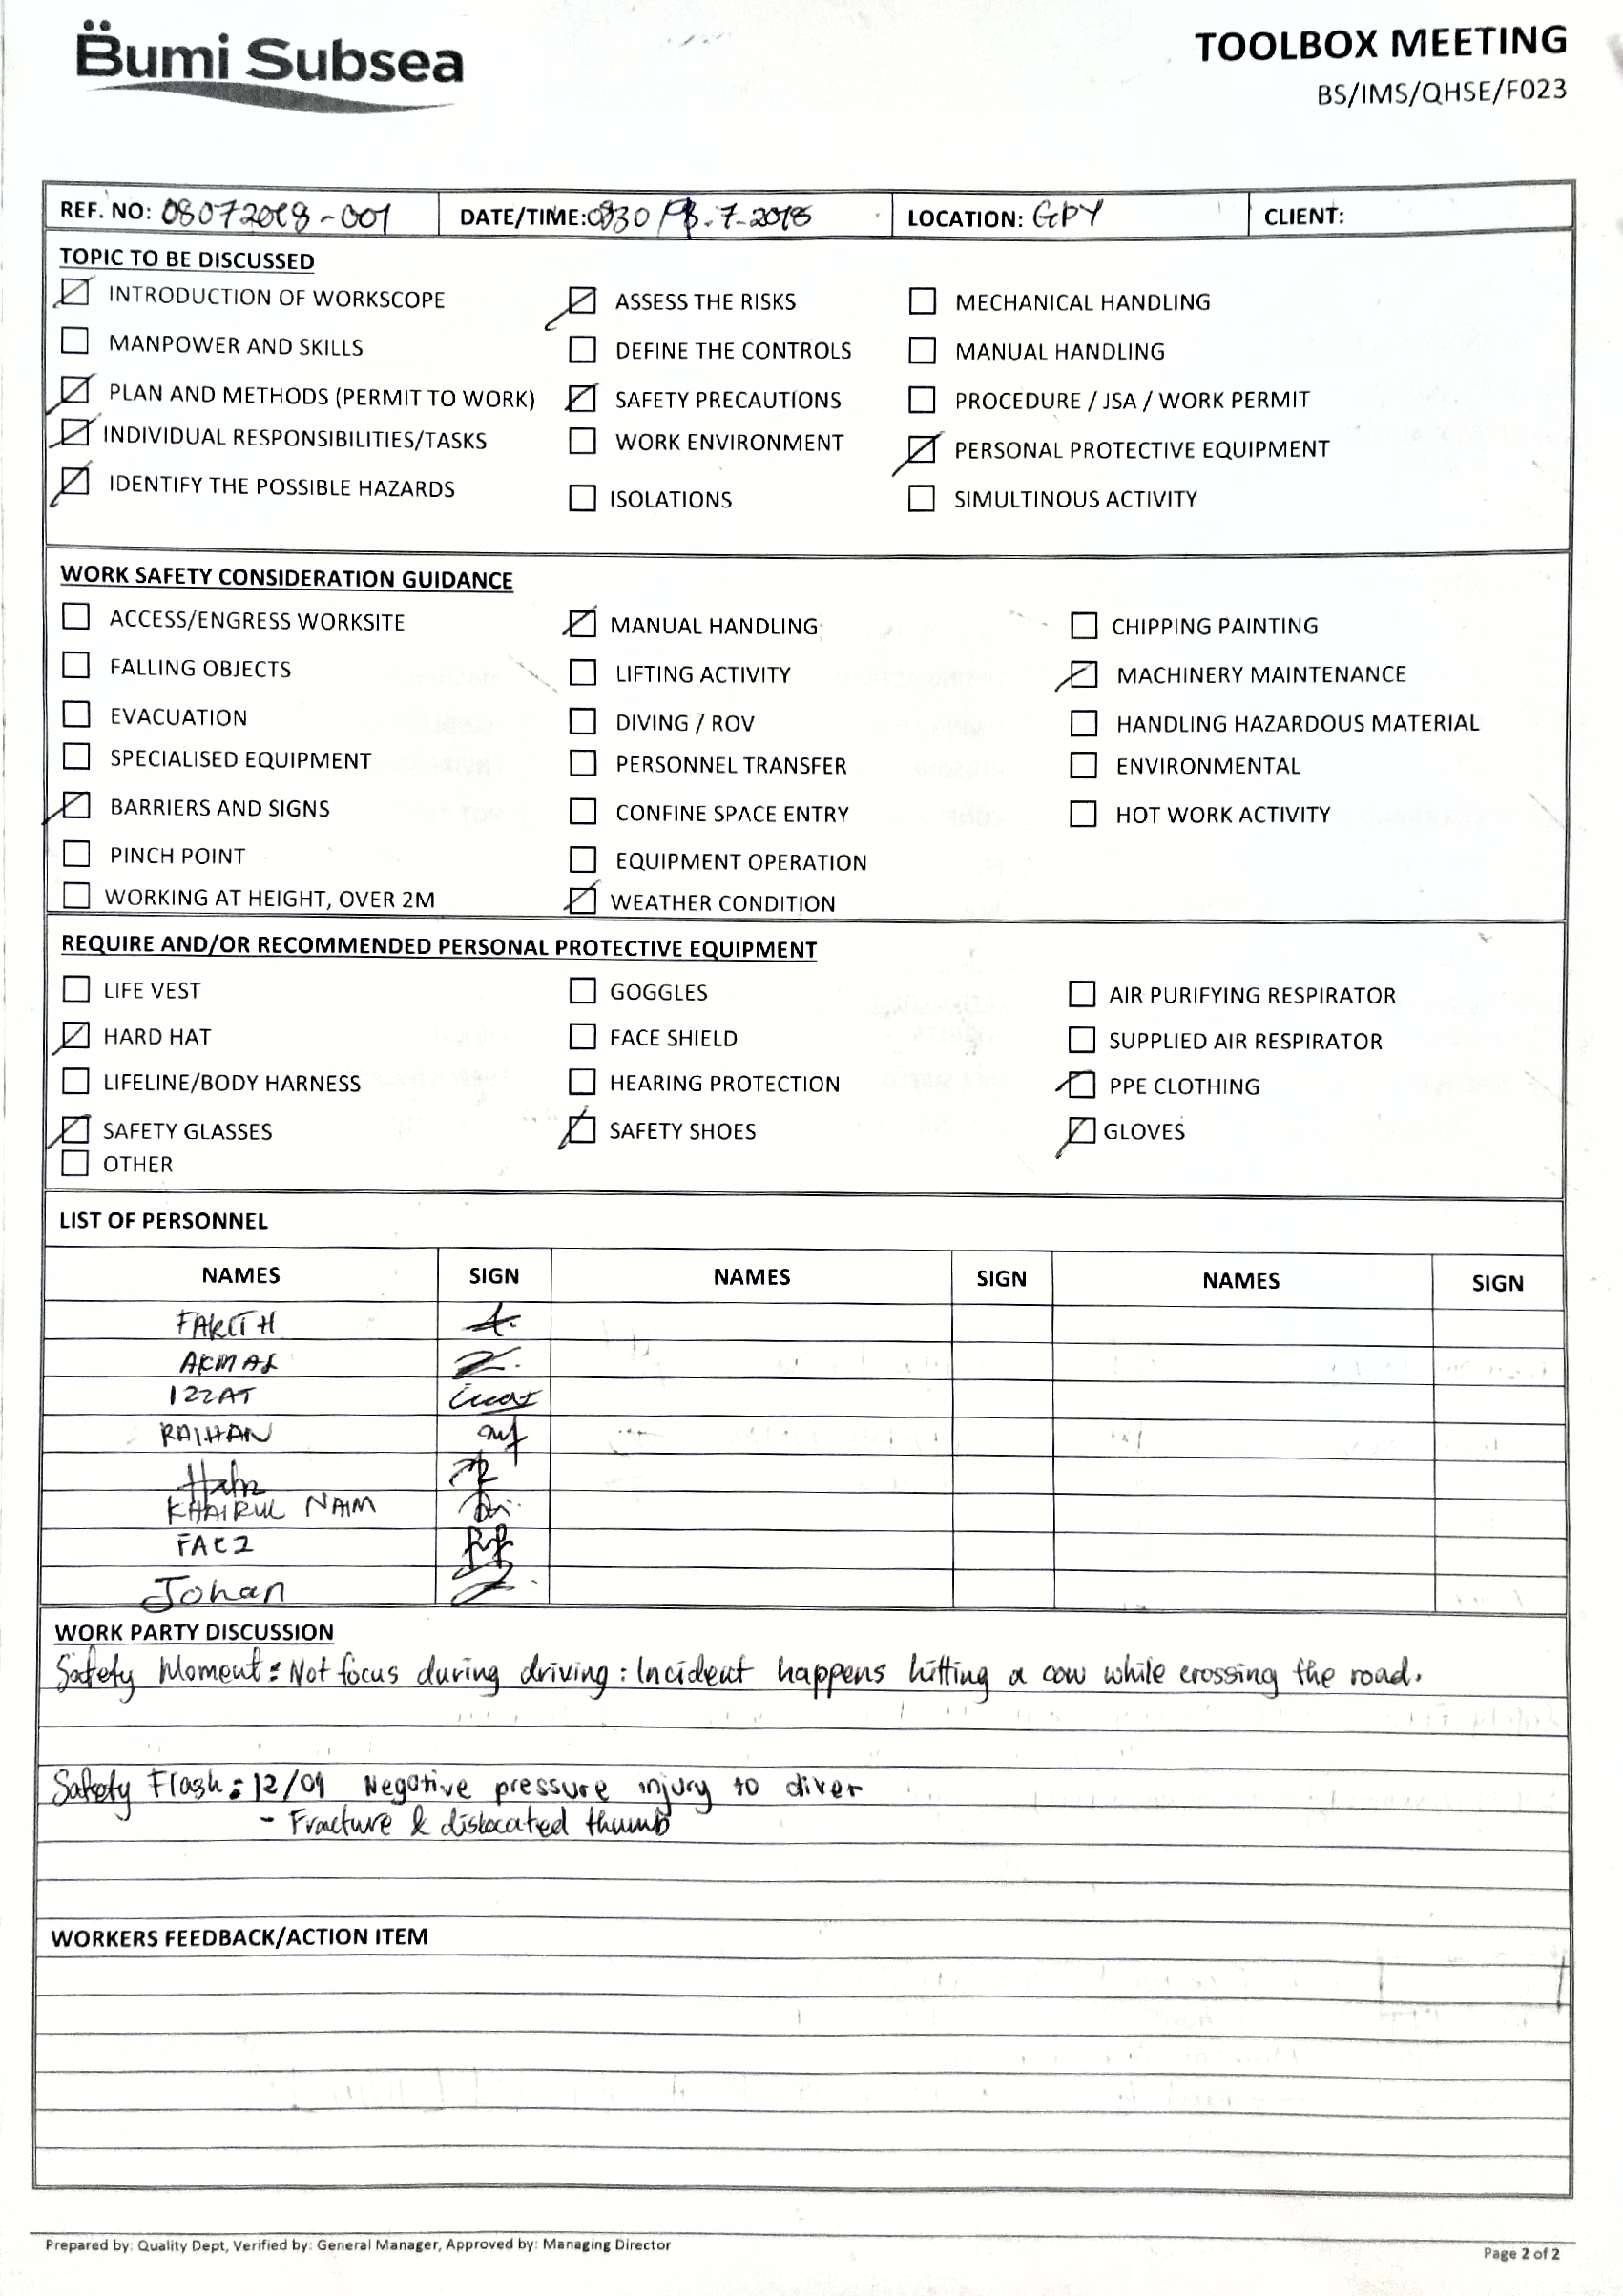 Bumi Subsea
TOOLBOX MEETING
BS/IMS/QHSE/F023
REF. NO: 08072018-001 DATE/TIME: 0830 / 8.7.2018 LOCATION: GPY CLIENT:
TOPIC TO BE DISCUSSED
INTRODUCTION OF WORKSCOPE ASSESS THE RISKS MECHANICAL HANDLING
MANPOWER AND SKILLS DEFINE THE CONTROLS MANUAL HANDLING
PLAN AND METHODS (PERMIT TO WORK) SAFETY PRECAUTIONS PROCEDURE / JSA / WORK PERMIT
INDIVIDUAL RESPONSIBILITIES/TASKS WORK ENVIRONMENT PERSONAL PROTECTIVE EQUIPMENT
IDENTIFY THE POSSIBLE HAZARDS ISOLATIONS SIMULTINOUS ACTIVITY
WORK SAFETY CONSIDERATION GUIDANCE
ACCESS/ENGRESS WORKSITE MANUAL HANDLING CHIPPING PAINTING
FALLING OBJECTS LIFTING ACTIVITY MACHINERY MAINTENANCE
EVACUATION DIVING / ROV HANDLING HAZARDOUS MATERIAL
SPECIALISED EQUIPMENT PERSONNEL TRANSFER ENVIRONMENTAL
BARRIERS AND SIGNS CONFINE SPACE ENTRY HOT WORK ACTIVITY
PINCH POINT EQUIPMENT OPERATION
WORKING AT HEIGHT, OVER 2M WEATHER CONDITION
REQUIRE AND/OR RECOMMENDED PERSONAL PROTECTIVE EQUIPMENT
LIFE VEST GOGGLES AIR PURIFYING RESPIRATOR
HARD HAT FACE SHIELD SUPPLIED AIR RESPIRATOR
LIFELINE/BODY HARNESS HEARING PROTECTION PPE CLOTHING
SAFETY GLASSES SAFETY SHOES GLOVES
OTHER
LIST OF PERSONNEL
NAMES SIGN NAMES SIGN NAMES SIGN
FARITH
AKMAL
IZZAT
RAIHAN
KHAIRUL NAIM
FAEZ
Johan
WORK PARTY DISCUSSION
Safety Moment : Not focus during driving : Incident happens hitting a cow while crossing the road.
Safety Flash : 12/09 Negative pressure injury to diver
- Fracture & dislocated thumb
WORKERS FEEDBACK/ACTION ITEM
Prepared by: Quality Dept, Verified by: General Manager, Approved by: Managing Director
Page 2 of 2